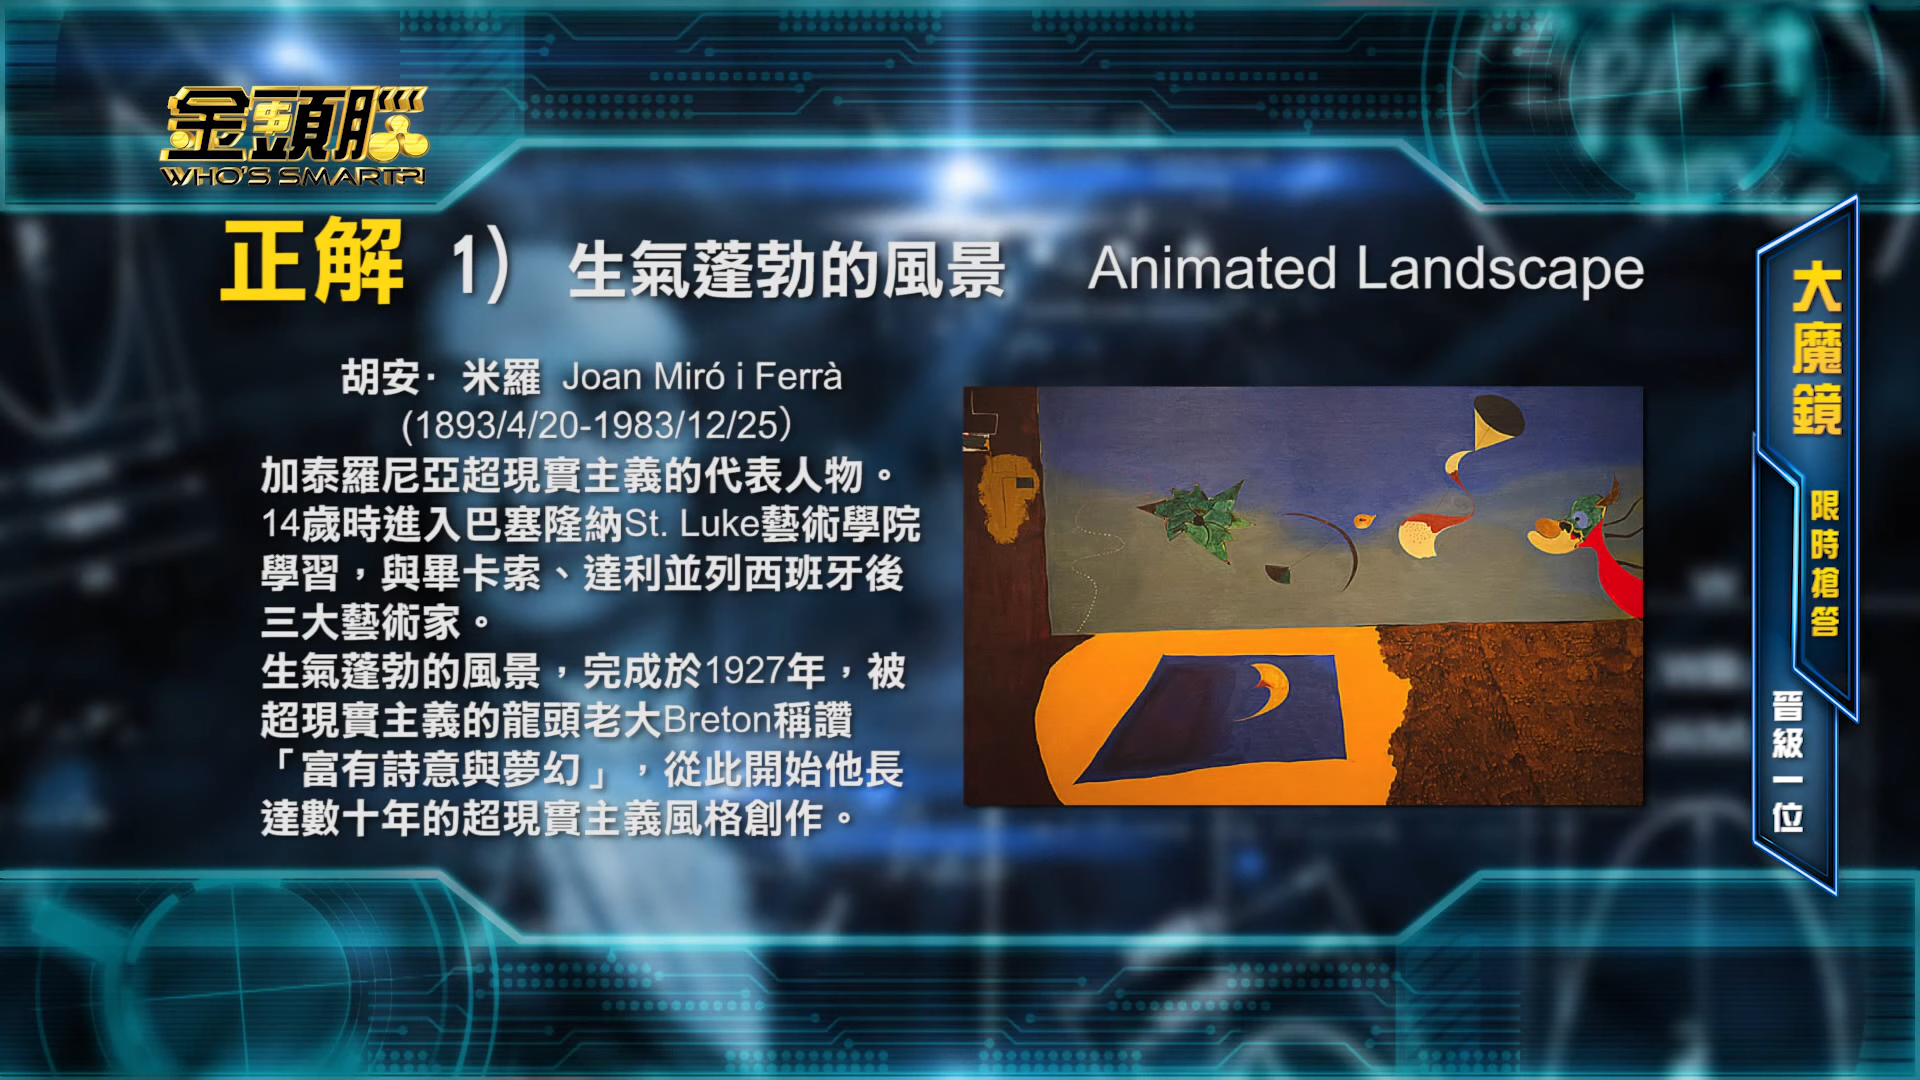 金頭腦
WHO'S SMART?!
正解 1) 生氣蓬勃的風景 Animated Landscape
胡安· 米羅 Joan Miró i Ferrà
(1893/4/20-1983/12/25）
加泰羅尼亞超現實主義的代表人物。
14歲時進入巴塞隆納St. Luke藝術學院
學習，與畢卡索、達利並列西班牙後
三大藝術家。
生氣蓬勃的風景，完成於1927年，被
超現實主義的龍頭老大Breton稱讚
「富有詩意與夢幻」，從此開始他長
達數十年的超現實主義風格創作。
大魔鏡
限時搶答
晉級一位